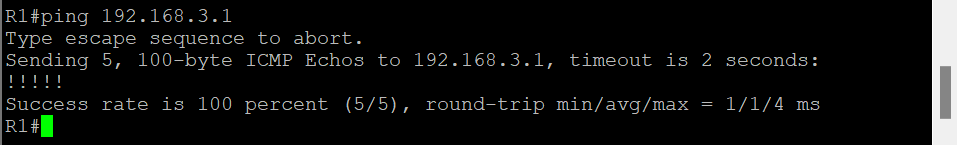 R1#ping 192.168.3.1
Type escape sequence to abort.
Sending 5, 100-byte ICMP Echos to 192.168.3.1, timeout is 2 seconds:
!!!!!
Success rate is 100 percent (5/5), round-trip min/avg/max = 1/1/4 ms
R1#